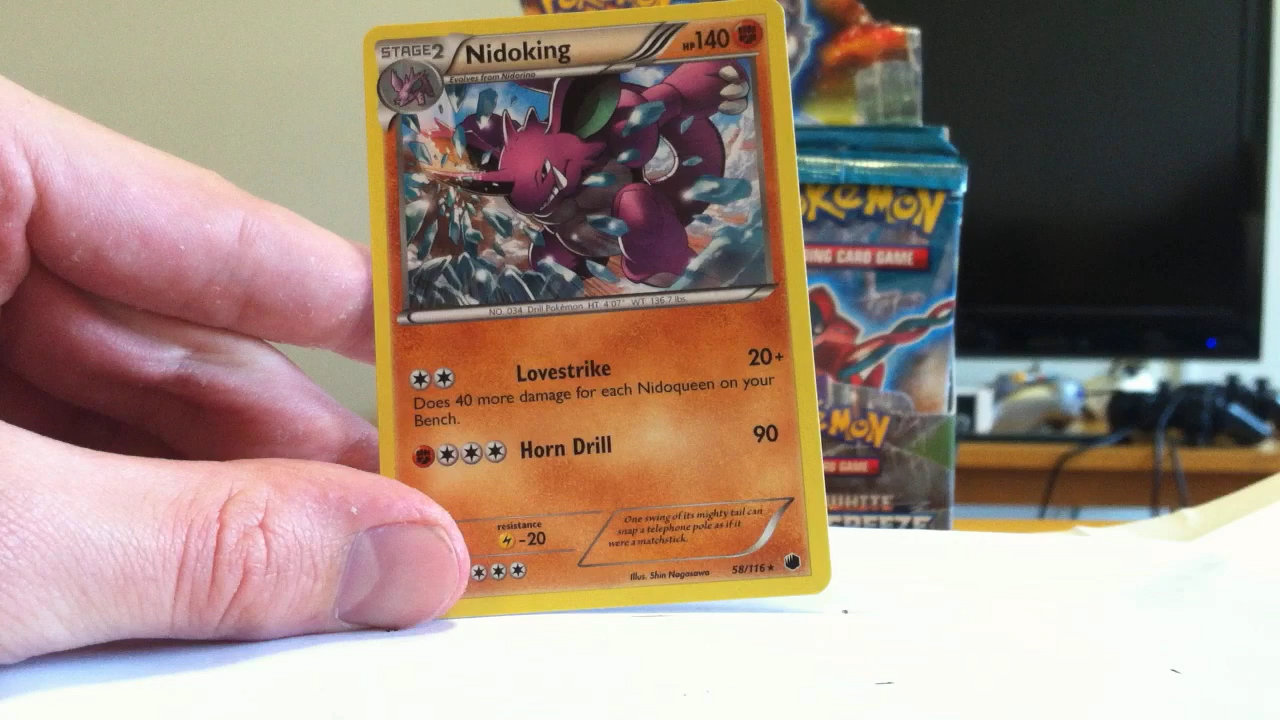 STAGE2 Nidoking HP140
Evolves from Nidorino
NO. 034 Drill Pokémon HT 4'07" WT 136.7 lbs.
Lovestrike 20+
Does 40 more damage for each Nidoqueen on your
Bench.
Horn Drill 90
resistance
-20
One swing of its mighty tail can
snap a telephone pole as if it
were a matchstick.
Illus. Shin Nagasawa 58/116 ★
POKéMON
OKéMON
ING CARD GAME
éMON
GAME
WHITE
FREEZE